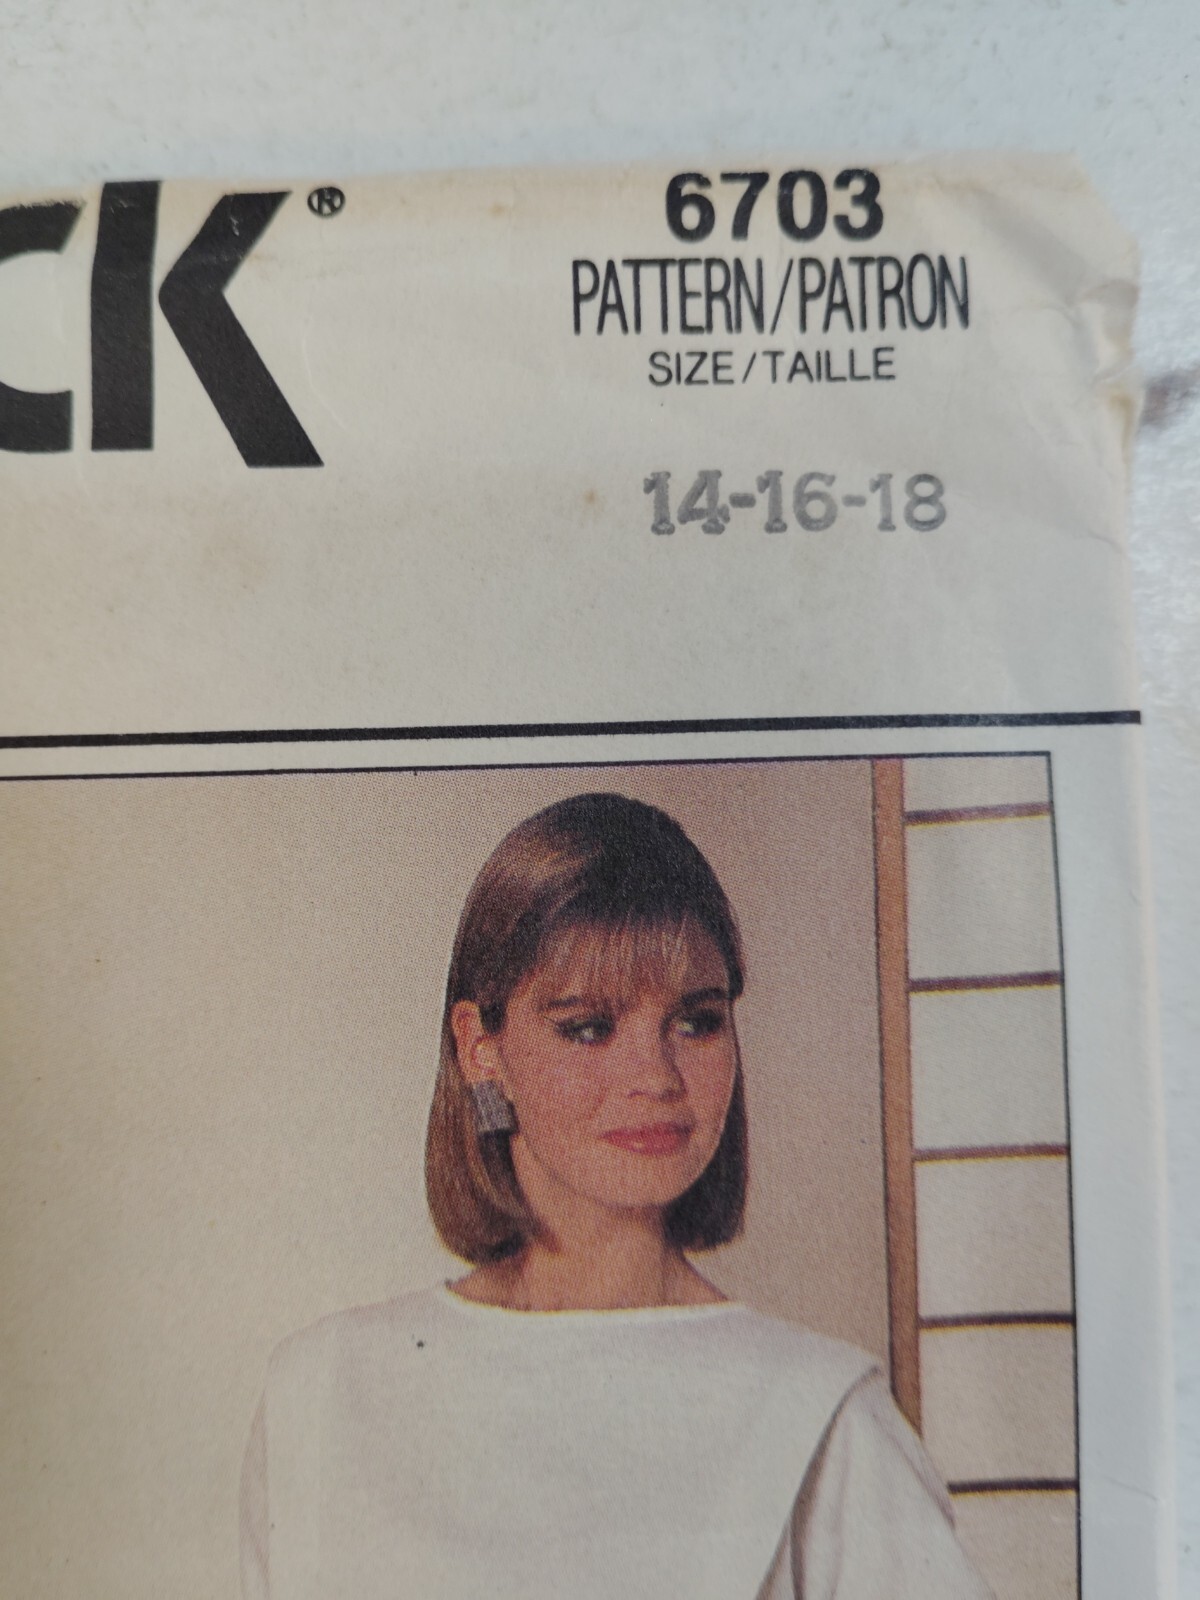 CK®
6703
PATTERN/PATRON
SIZE/TAILLE
14-16-18